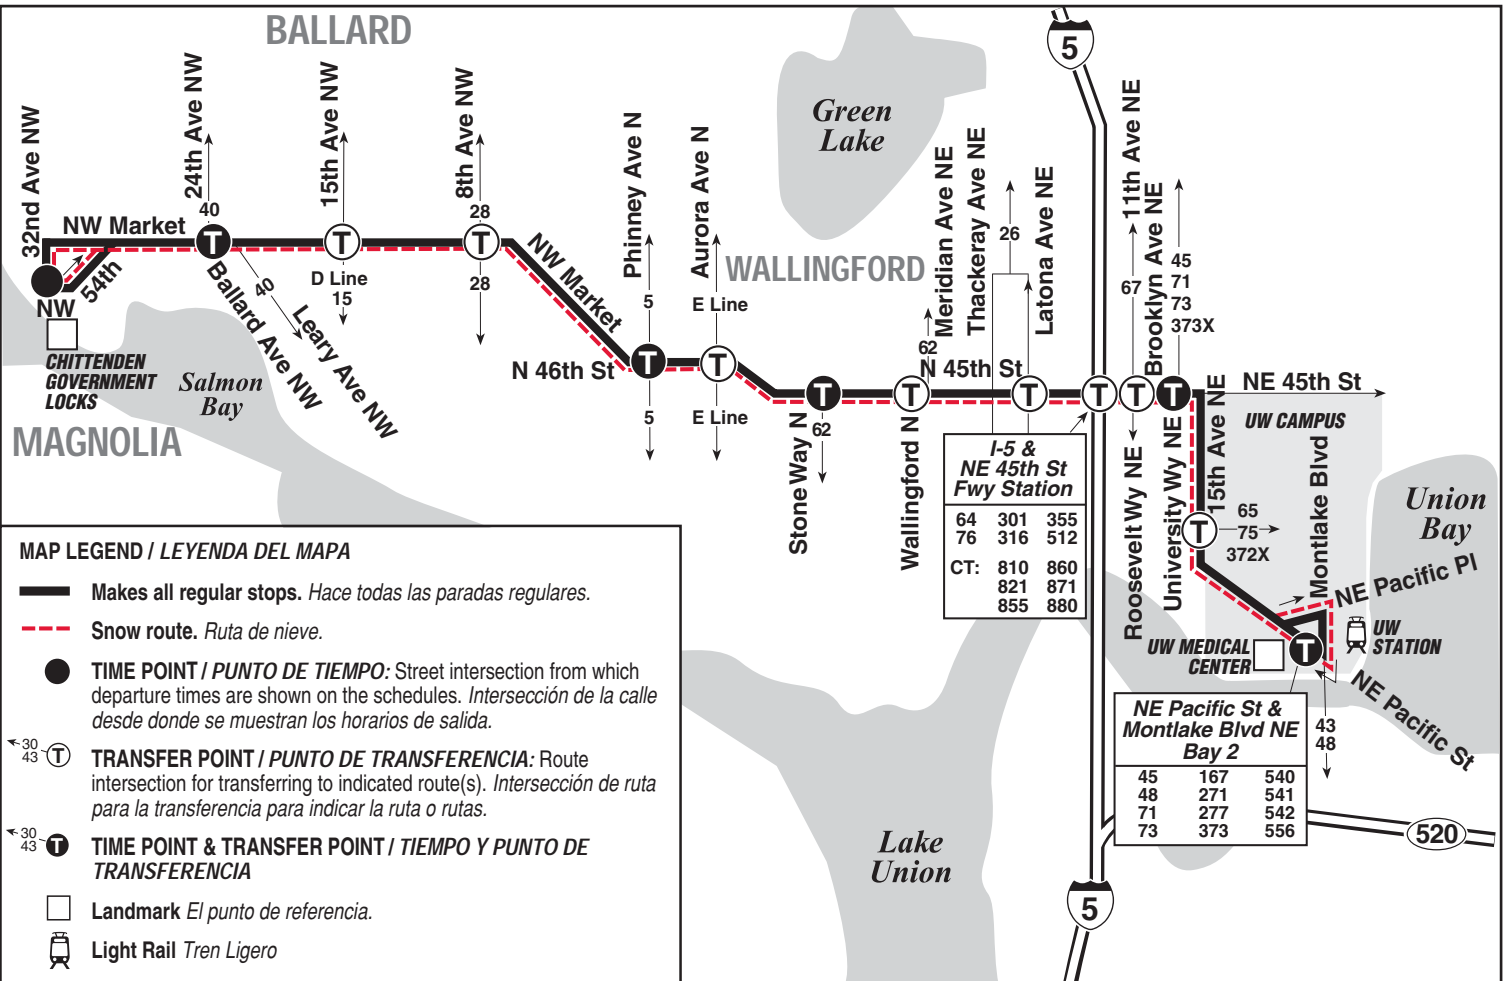 BALLARD
5
32nd Ave NW
24th Ave NW
15th Ave NW
8th Ave NW
Phinney Ave N
Aurora Ave N
Green
Lake
Meridian Ave NE
Thackeray Ave NE
Latona Ave NE
11th Ave NE
Brooklyn Ave NE
40
28
26
45
71
73
373X
67
NW Market
T
T
T
WALLINGFORD
54th
NW
D Line
15
28
40
Ballard Ave NW
Leary Ave NW
NW Market
5
E Line
62
CHITTENDEN
GOVERNMENT
LOCKS
Salmon
Bay
N 46th St
T
T
N 45th St
NE 45th St
T
T
T
T
T
T
5
E Line
62
MAGNOLIA
Stone Way N
Wallingford N
Roosevelt Wy NE
University Wy NE
15th Ave NE
UW CAMPUS
Montlake Blvd
Union
Bay
I-5 &
NE 45th St
Fwy Station
64 301 355
76 316 512
CT: 810 860
821 871
855 880
T
65
75
372X
NE Pacific Pl
UW
STATION
UW MEDICAL
CENTER
T
NE Pacific St
43
48
NE Pacific St &
Montlake Blvd NE
Bay 2
45 167 540
48 271 541
71 277 542
73 373 556
520
Lake
Union
5
MAP LEGEND / LEYENDA DEL MAPA
Makes all regular stops. Hace todas las paradas regulares.
Snow route. Ruta de nieve.
TIME POINT / PUNTO DE TIEMPO: Street intersection from which
departure times are shown on the schedules. Intersección de la calle
desde donde se muestran los horarios de salida.
30
43 T
TRANSFER POINT / PUNTO DE TRANSFERENCIA: Route
intersection for transferring to indicated route(s). Intersección de ruta
para la transferencia para indicar la ruta o rutas.
30
43 T
TIME POINT & TRANSFER POINT / TIEMPO Y PUNTO DE
TRANSFERENCIA
Landmark El punto de referencia.
Light Rail Tren Ligero